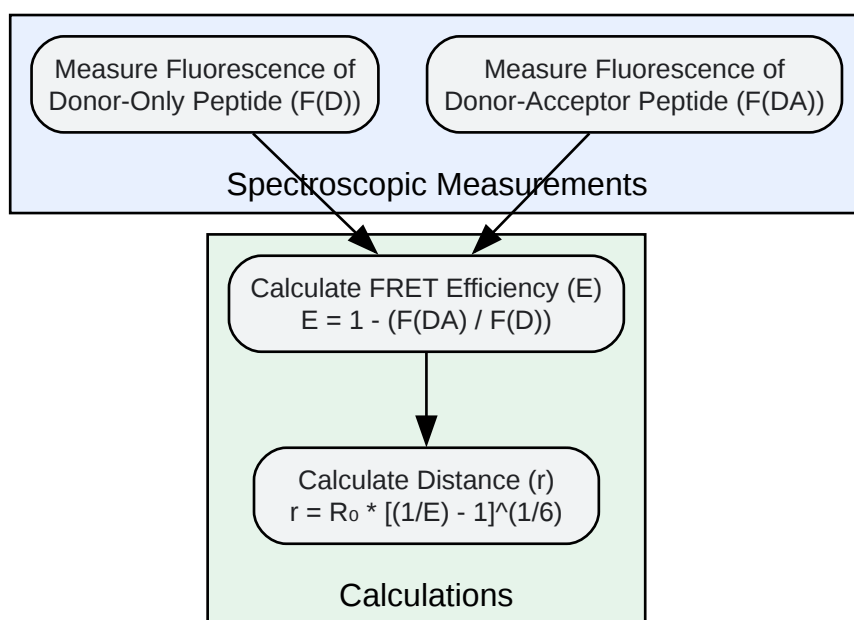 Measure Fluorescence of
Donor-Only Peptide (F(D))
Measure Fluorescence of
Donor-Acceptor Peptide (F(DA))
Spectroscopic Measurements
Calculate FRET Efficiency (E)
E = 1 - (F(DA) / F(D))
Calculate Distance (r)
r = R₀ * [(1/E) - 1]^(1/6)
Calculations